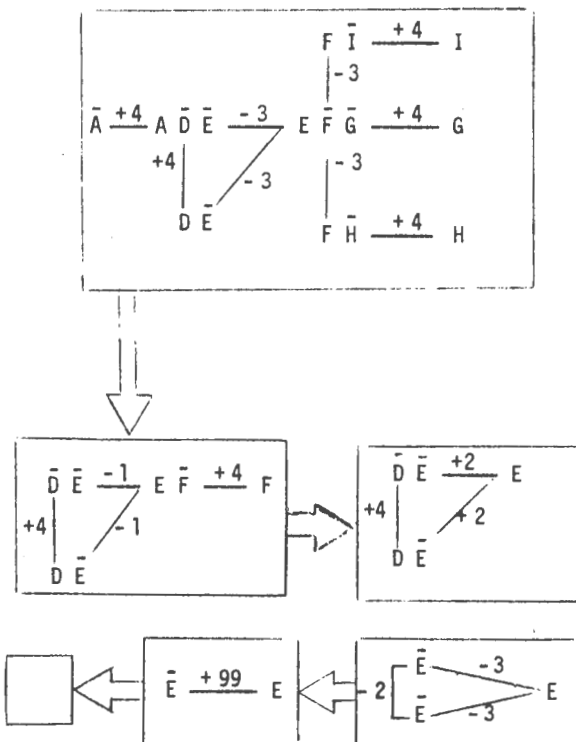 F Ī +4 I
-3
Ā +4 A D̄ Ē -3 E F̄ Ḡ +4 G
+4 -3 -3
D Ē
F H̄ +4 H
D̄ Ē -1 E F̄ +4 F
+4 -1
D Ē
D̄ Ē +2 E
+4 +2
D Ē
Ē +99 E
Ē -3 E
-2
Ē -3